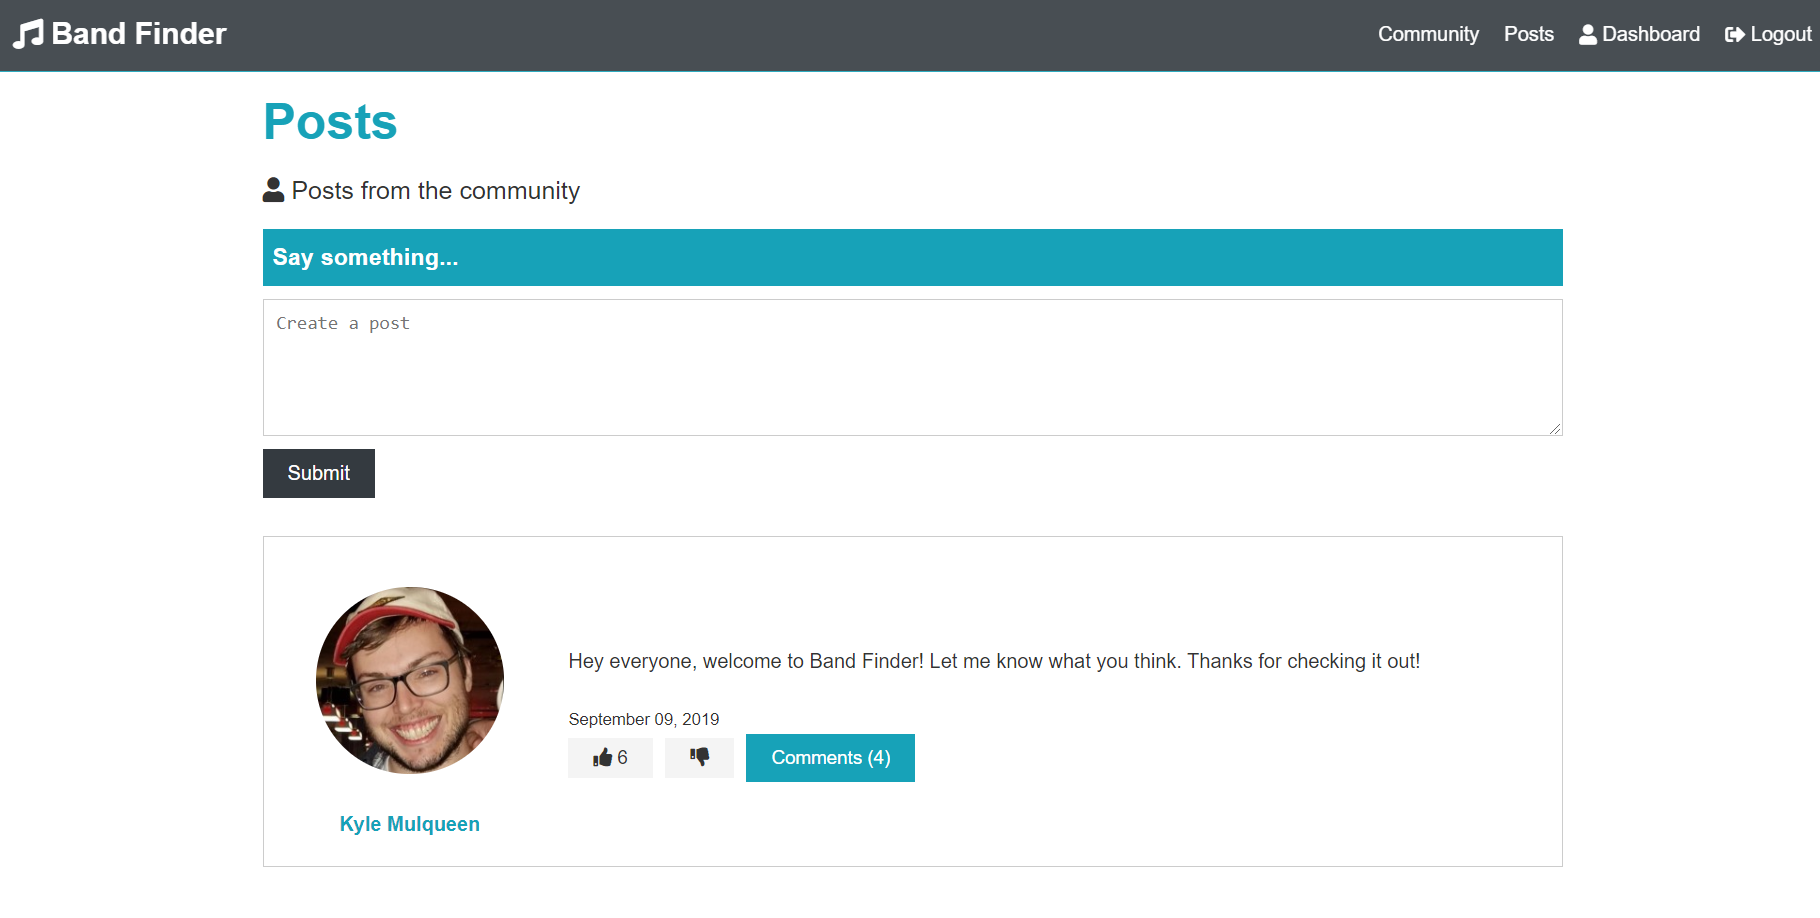 Band Finder
Community Posts Dashboard Logout
Posts
Posts from the community
Say something...
Create a post
Submit
Hey everyone, welcome to Band Finder! Let me know what you think. Thanks for checking it out!
September 09, 2019
6 Comments (4)
Kyle Mulqueen